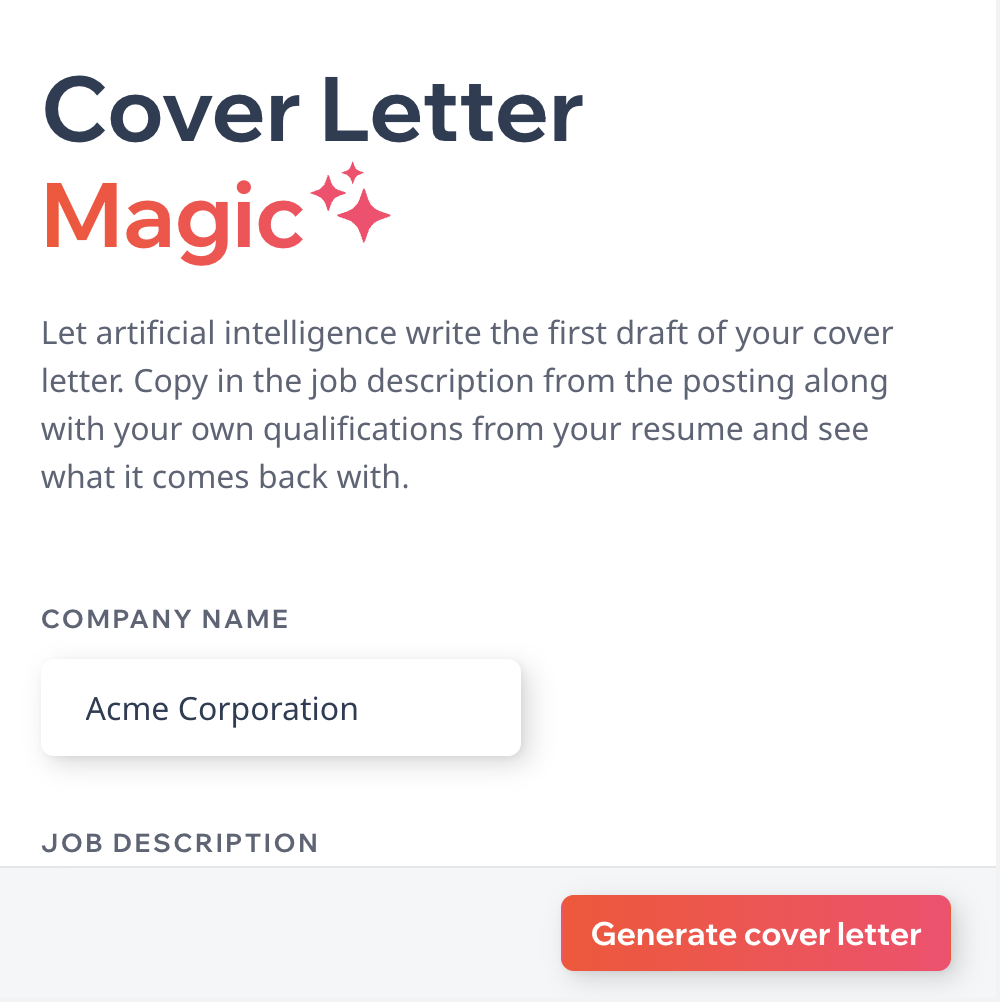 Cover Letter
Magic
Let artificial intelligence write the first draft of your cover
letter. Copy in the job description from the posting along
with your own qualifications from your resume and see
what it comes back with.
COMPANY NAME
Acme Corporation
JOB DESCRIPTION
Generate cover letter